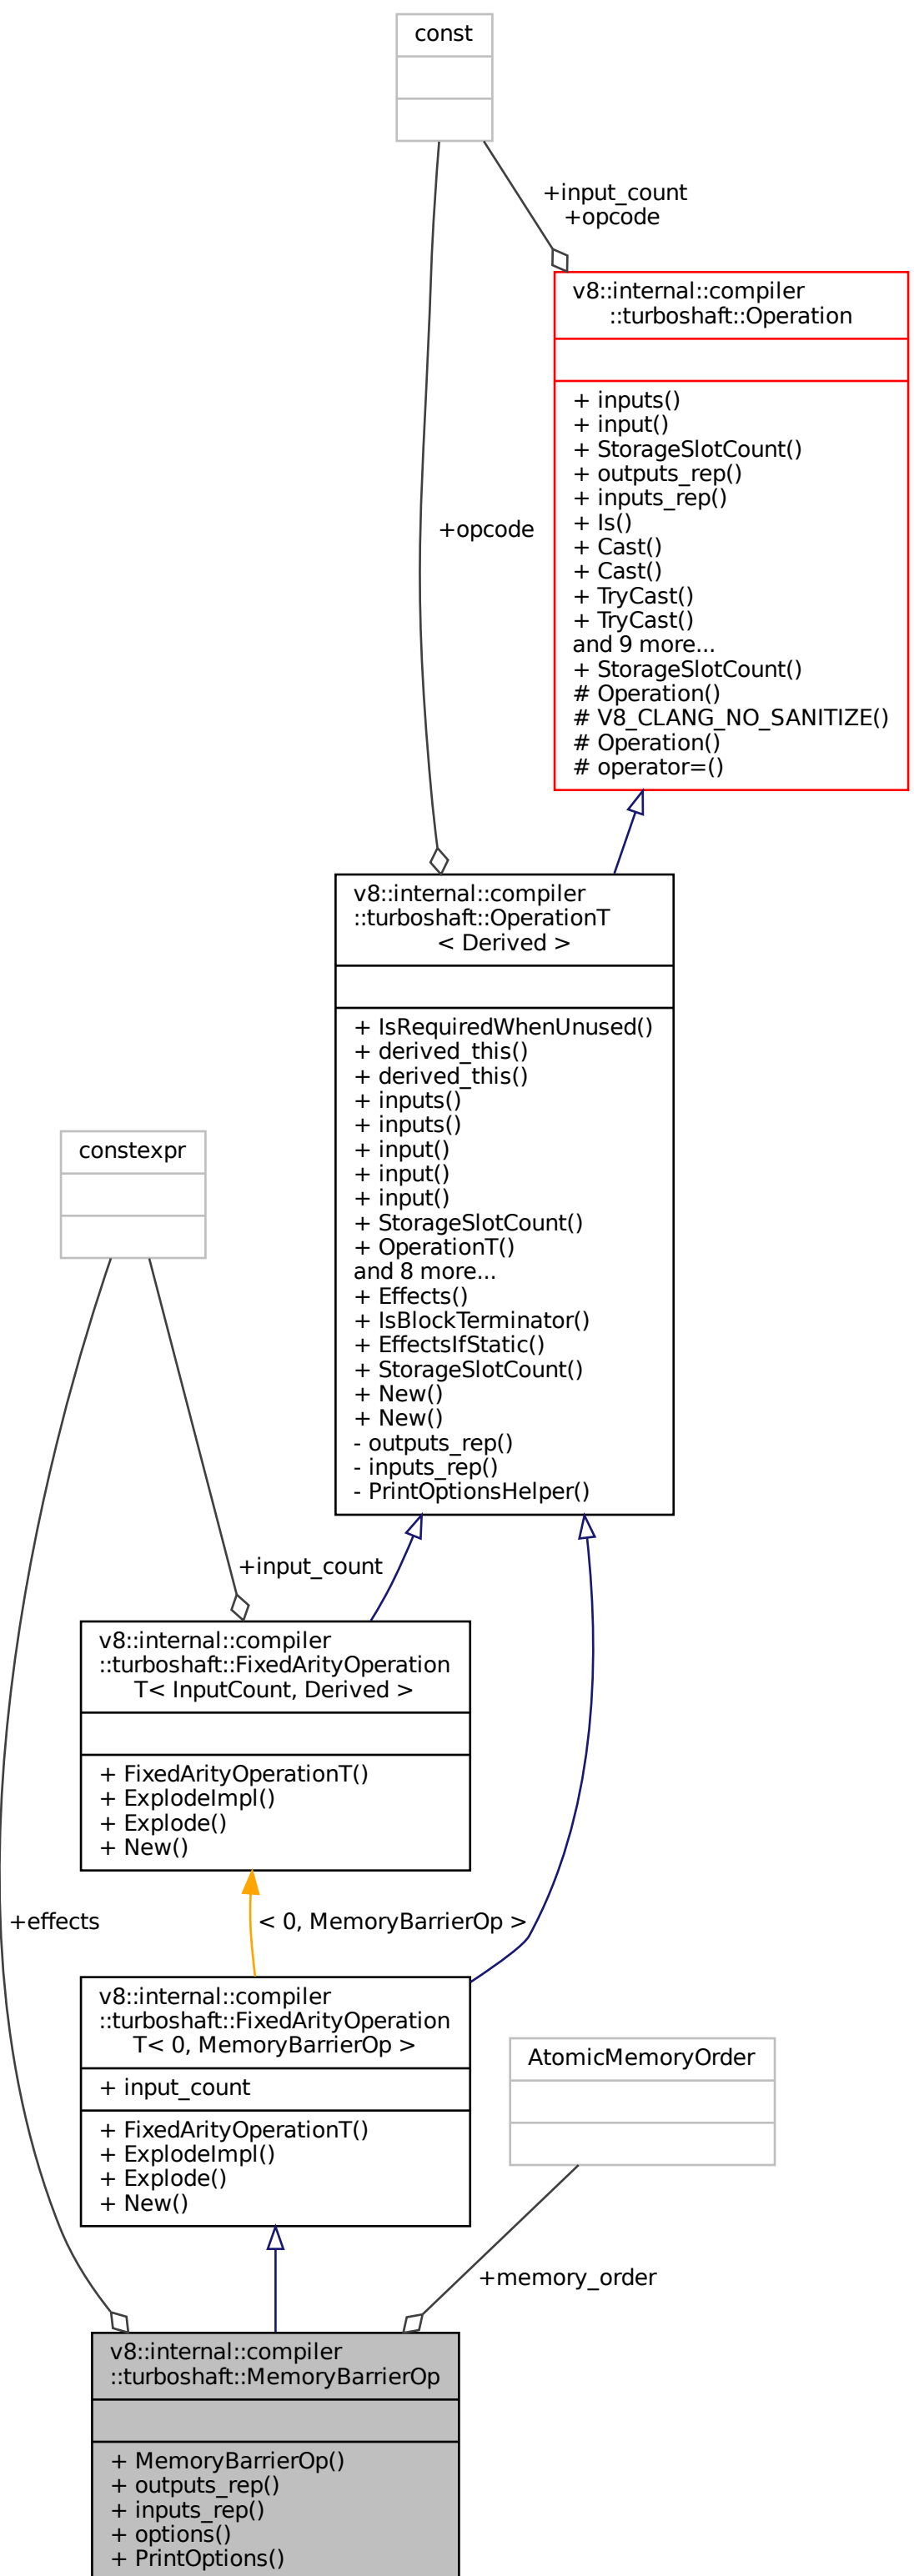 const
+input_count
+opcode
v8::internal::compiler
::turboshaft::Operation
+ inputs()
+ input()
+ StorageSlotCount()
+ outputs_rep()
+ inputs_rep()
+ Is()
+ Cast()
+ Cast()
+ TryCast()
+ TryCast()
and 9 more...
+ StorageSlotCount()
# Operation()
# V8_CLANG_NO_SANITIZE()
# Operation()
# operator=()
+opcode
v8::internal::compiler
::turboshaft::OperationT
< Derived >
+ IsRequiredWhenUnused()
+ derived_this()
+ derived_this()
+ inputs()
+ inputs()
+ input()
+ input()
+ input()
+ StorageSlotCount()
+ OperationT()
and 8 more...
+ Effects()
+ IsBlockTerminator()
+ EffectsIfStatic()
+ StorageSlotCount()
+ New()
+ New()
- outputs_rep()
- inputs_rep()
- PrintOptionsHelper()
constexpr
+input_count
v8::internal::compiler
::turboshaft::FixedArityOperation
T< InputCount, Derived >
+ FixedArityOperationT()
+ ExplodeImpl()
+ Explode()
+ New()
+effects
< 0, MemoryBarrierOp >
v8::internal::compiler
::turboshaft::FixedArityOperation
T< 0, MemoryBarrierOp >
+ input_count
+ FixedArityOperationT()
+ ExplodeImpl()
+ Explode()
+ New()
AtomicMemoryOrder
+memory_order
v8::internal::compiler
::turboshaft::MemoryBarrierOp
+ MemoryBarrierOp()
+ outputs_rep()
+ inputs_rep()
+ options()
+ PrintOptions()